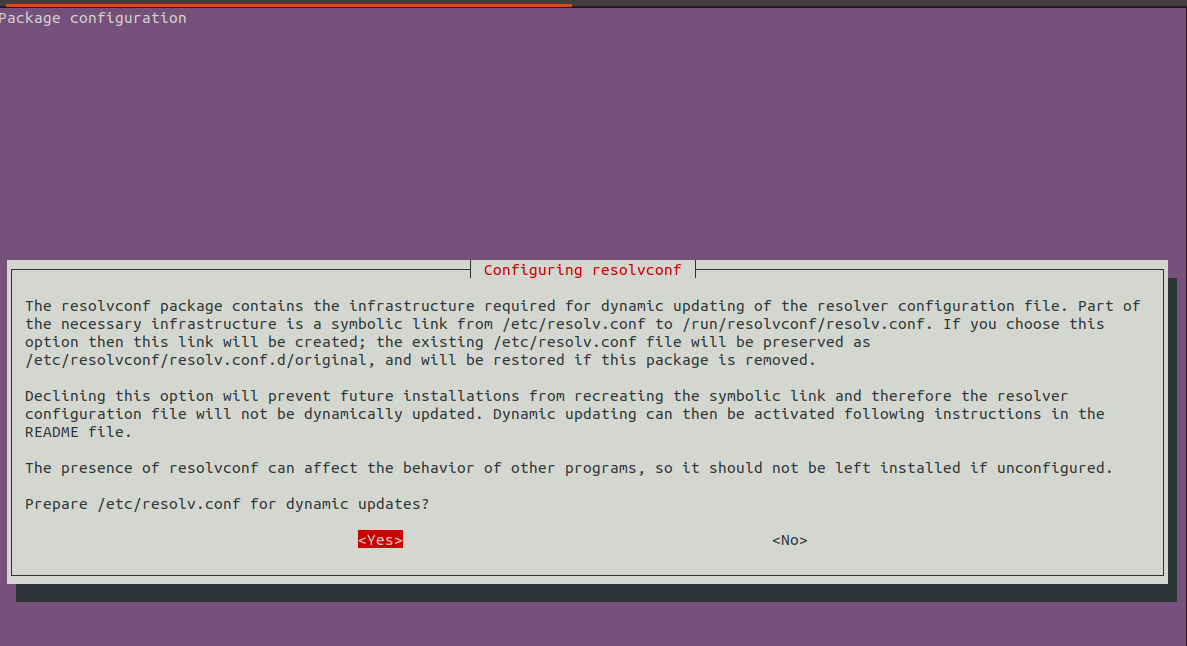 Package configuration
Configuring resolvconf
The resolvconf package contains the infrastructure required for dynamic updating of the resolver configuration file. Part of
the necessary infrastructure is a symbolic link from /etc/resolv.conf to /run/resolvconf/resolv.conf. If you choose this
option then this link will be created; the existing /etc/resolv.conf file will be preserved as
/etc/resolvconf/resolv.conf.d/original, and will be restored if this package is removed.
Declining this option will prevent future installations from recreating the symbolic link and therefore the resolver
configuration file will not be dynamically updated. Dynamic updating can then be activated following instructions in the
README file.
The presence of resolvconf can affect the behavior of other programs, so it should not be left installed if unconfigured.
Prepare /etc/resolv.conf for dynamic updates?
<Yes> <No>